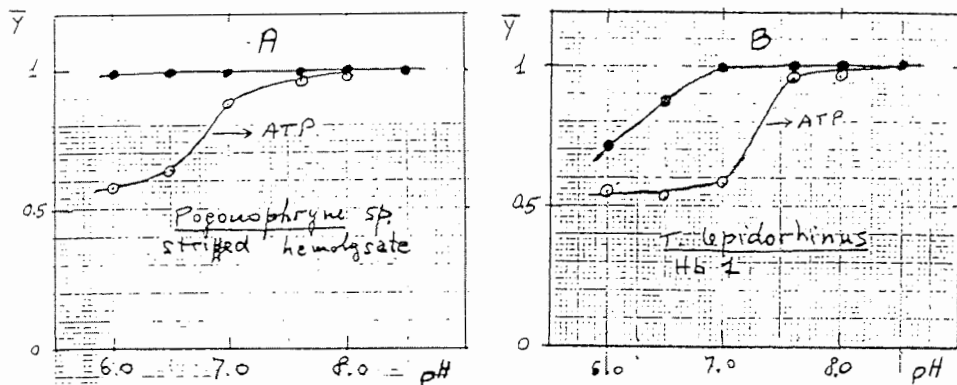 Ȳ
A
1
0.5
0
ATP
Pogonophryne sp.
stripped hemolysate
6.0 7.0 8.0 pH
Ȳ
B
1
0.5
0
ATP
T. lepidorhinus
Hb 1
6.0 7.0 8.0 pH